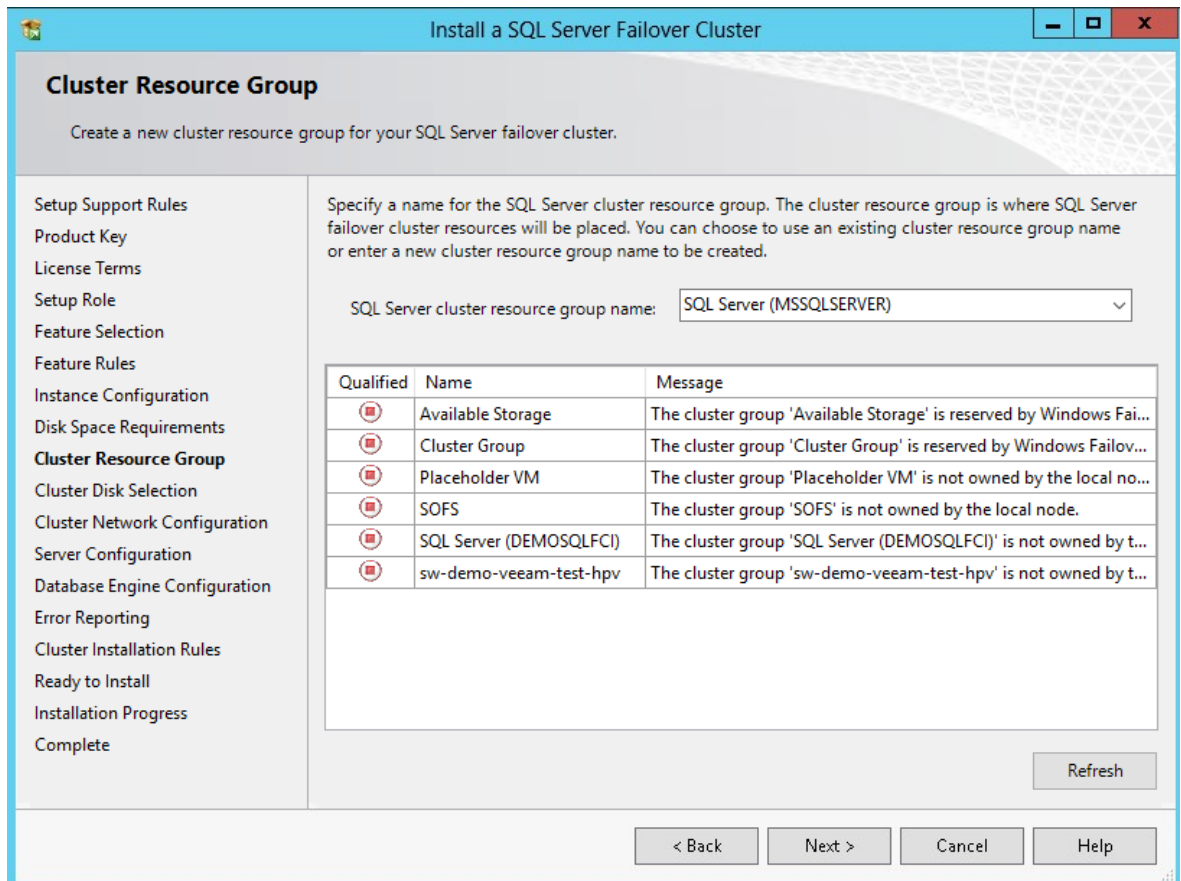 Install a SQL Server Failover Cluster
Cluster Resource Group
Create a new cluster resource group for your SQL Server failover cluster.
Setup Support Rules
Product Key
License Terms
Setup Role
Feature Selection
Feature Rules
Instance Configuration
Disk Space Requirements
Cluster Resource Group
Cluster Disk Selection
Cluster Network Configuration
Server Configuration
Database Engine Configuration
Error Reporting
Cluster Installation Rules
Ready to Install
Installation Progress
Complete
Specify a name for the SQL Server cluster resource group. The cluster resource group is where SQL Server
failover cluster resources will be placed. You can choose to use an existing cluster resource group name
or enter a new cluster resource group name to be created.
SQL Server cluster resource group name: SQL Server (MSSQLSERVER)
Qualified Name Message
Available Storage The cluster group 'Available Storage' is reserved by Windows Fai...
Cluster Group The cluster group 'Cluster Group' is reserved by Windows Failov...
Placeholder VM The cluster group 'Placeholder VM' is not owned by the local no...
SOFS The cluster group 'SOFS' is not owned by the local node.
SQL Server (DEMOSQLFCI) The cluster group 'SQL Server (DEMOSQLFCI)' is not owned by t...
sw-demo-veeam-test-hpv The cluster group 'sw-demo-veeam-test-hpv' is not owned by t...
Refresh
< Back Next > Cancel Help